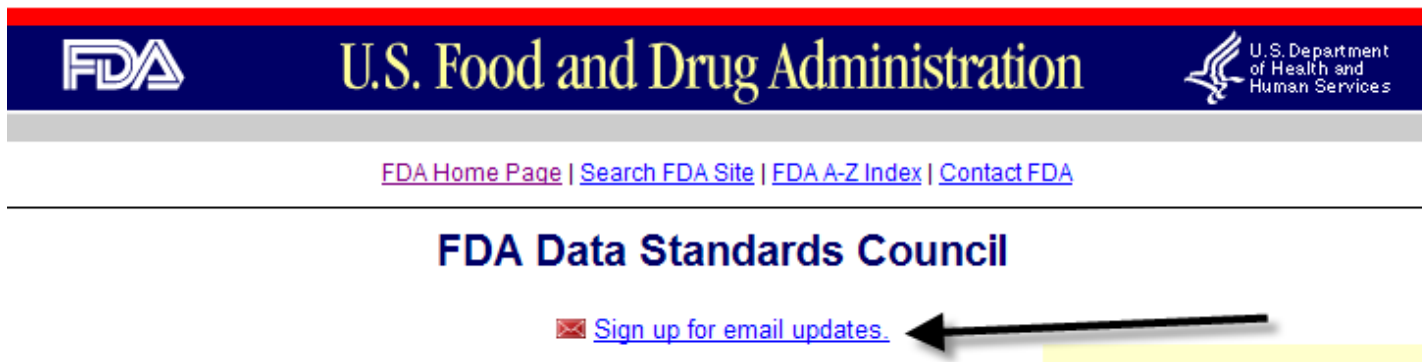 FDA U.S. Food and Drug Administration U.S. Department
of Health and
Human Services
FDA Home Page | Search FDA Site | FDA A-Z Index | Contact FDA
FDA Data Standards Council
Sign up for email updates.